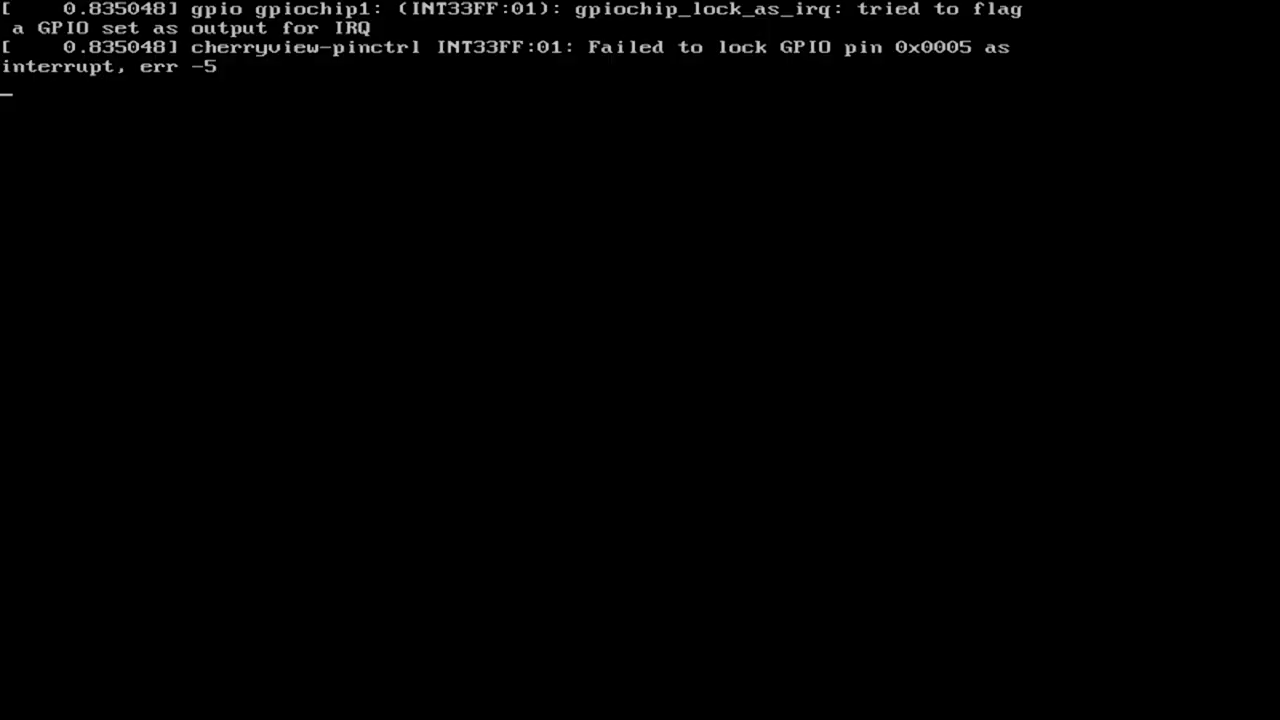 [    0.835048] gpio gpiochip1: (INT33FF:01): gpiochip_lock_as_irq: tried to flag
 a GPIO set as output for IRQ
[    0.835048] cherryview-pinctrl INT33FF:01: Failed to lock GPIO pin 0x0005 as
interrupt, err -5
_